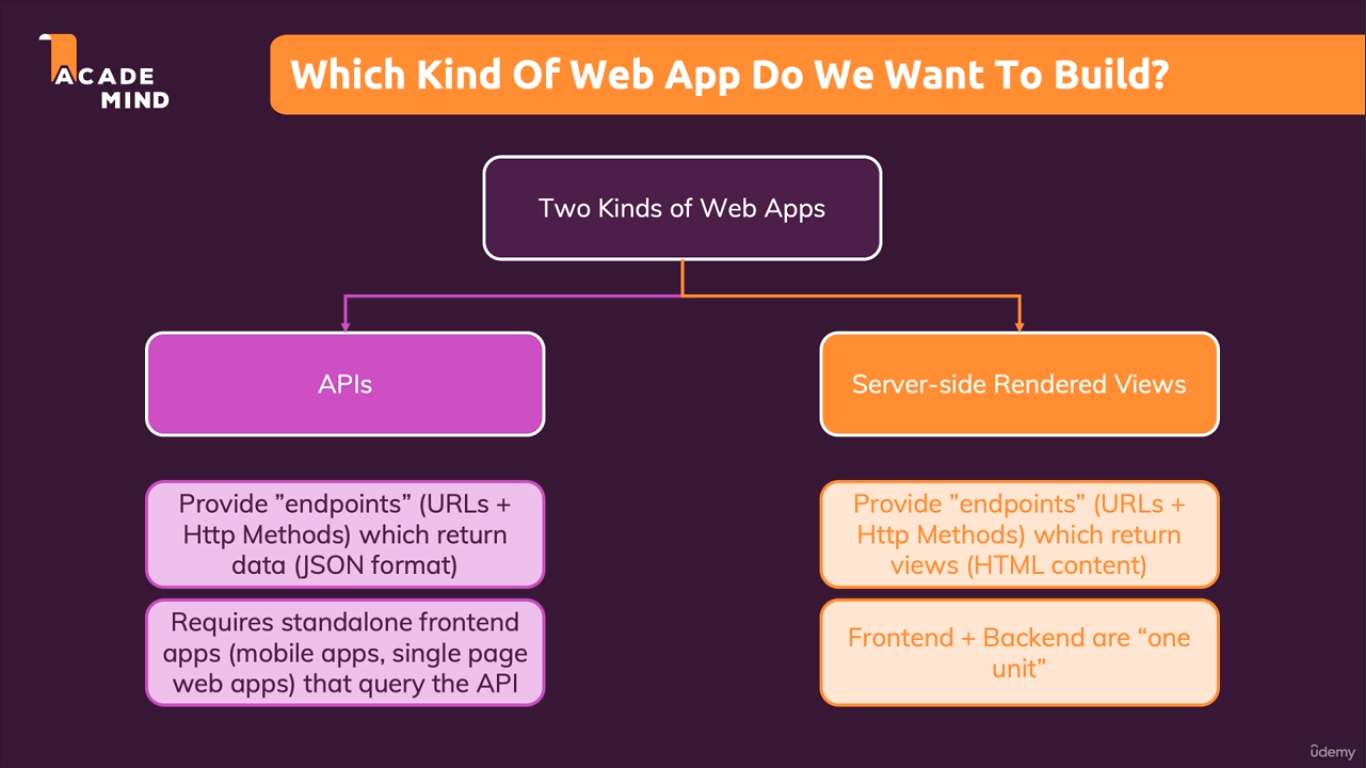 ACADE
MIND
Which Kind Of Web App Do We Want To Build?
Two Kinds of Web Apps
APIs
Provide ”endpoints” (URLs +
Http Methods) which return
data (JSON format)
Requires standalone frontend
apps (mobile apps, single page
web apps) that query the API
Server-side Rendered Views
Provide ”endpoints” (URLs +
Http Methods) which return
views (HTML content)
Frontend + Backend are “one
unit”
ûdemy